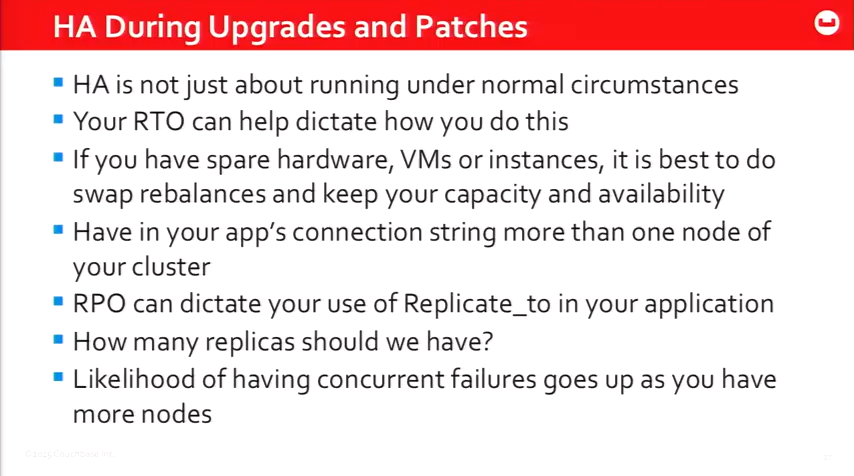 HA During Upgrades and Patches
HA is not just about running under normal circumstances
Your RTO can help dictate how you do this
If you have spare hardware, VMs or instances, it is best to do
swap rebalances and keep your capacity and availability
Have in your app's connection string more than one node of
your cluster
RPO can dictate your use of Replicate_to in your application
How many replicas should we have?
Likelihood of having concurrent failures goes up as you have
more nodes